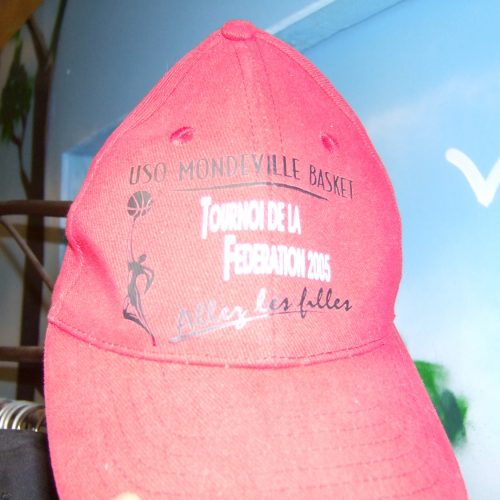 USO MONDEVILLE BASKET
TOURNOI DE LA
FEDERATION 2005
Allez les filles